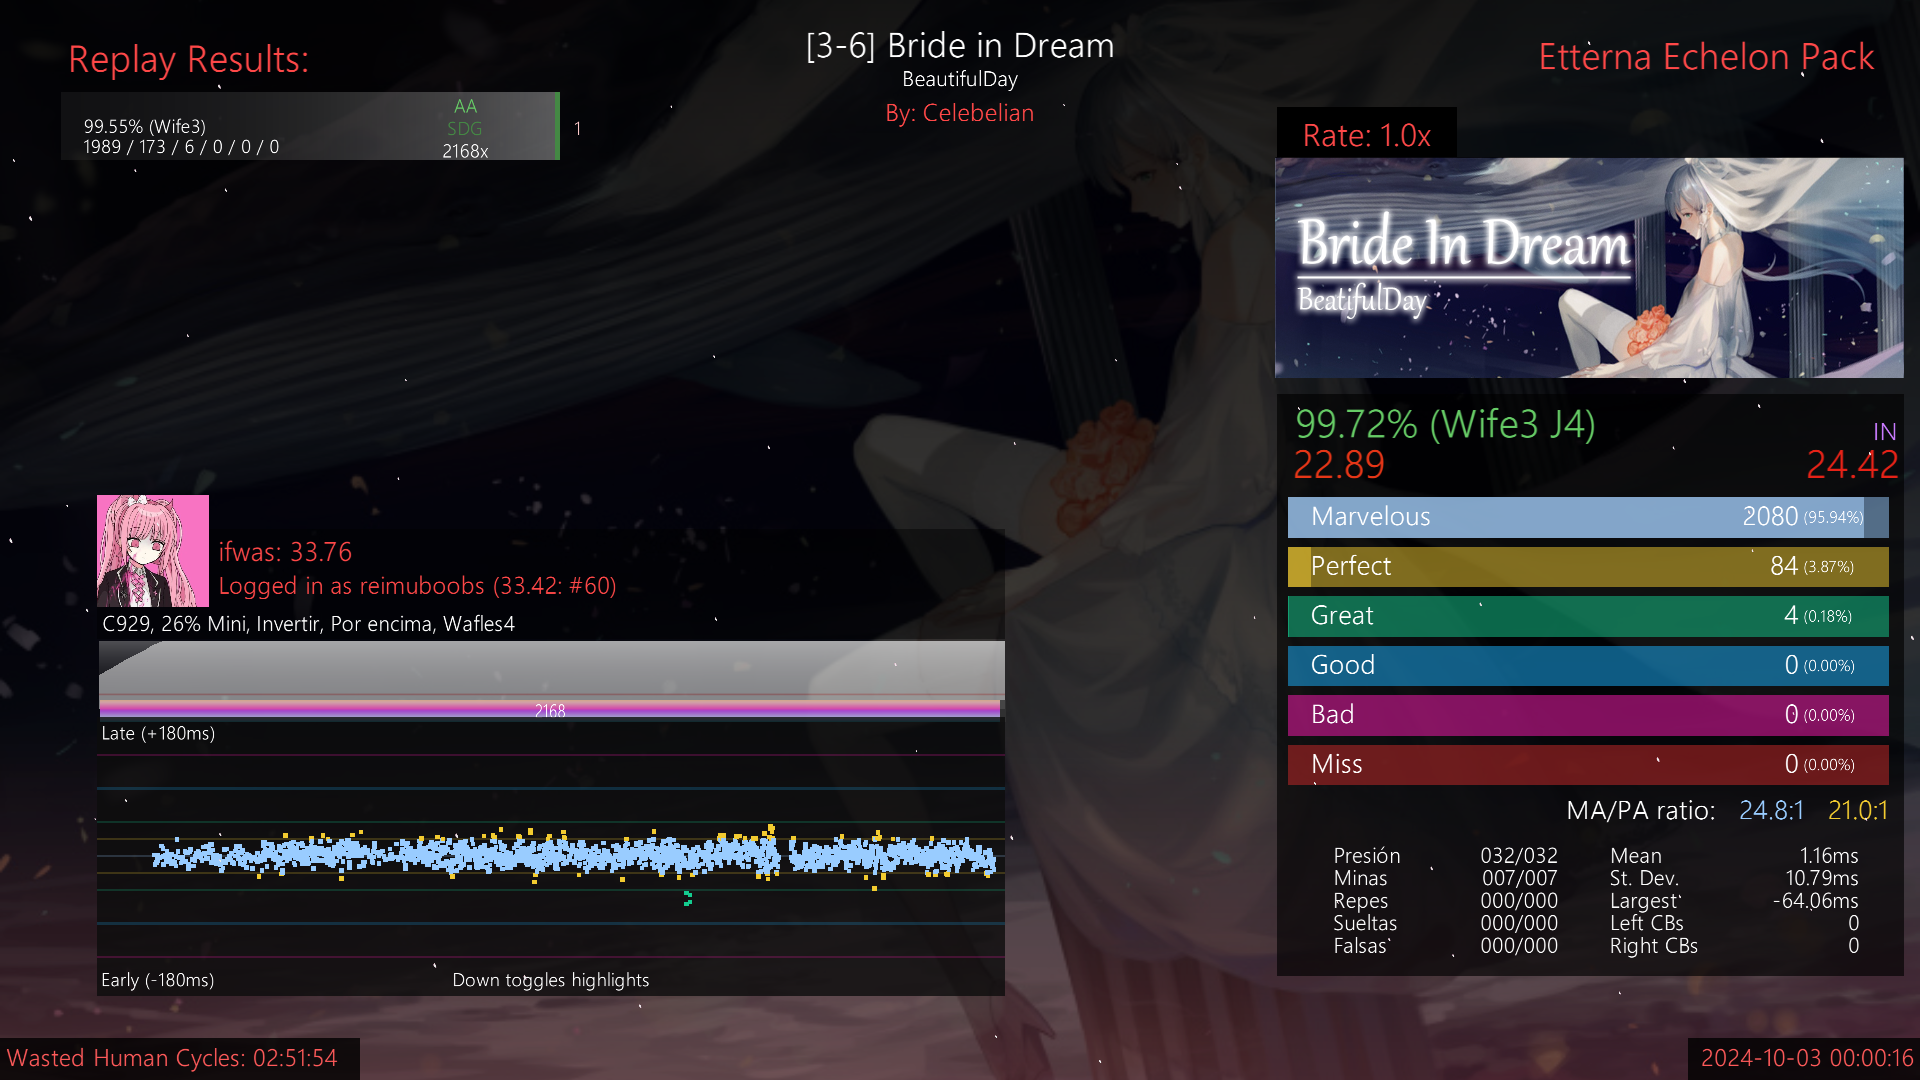 Replay Results:
99.55% (Wife3)
1989 / 173 / 6 / 0 / 0 / 0
AA
SDG
2168x
1
[3-6] Bride in Dream
BeautifulDay
By: Celebelian
Etterna Echelon Pack
Rate: 1.0x
Bride In Dream
BeatifulDay
99.72% (Wife3 J4)
IN
22.89
24.42
Marvelous 2080 (95.94%)
Perfect 84 (3.87%)
Great 4 (0.18%)
Good 0 (0.00%)
Bad 0 (0.00%)
Miss 0 (0.00%)
MA/PA ratio: 24.8:1 21.0:1
Presión 032/032
Minas 007/007
Repes 000/000
Sueltas 000/000
Falsas 000/000
Mean 1.16ms
St. Dev. 10.79ms
Largest -64.06ms
Left CBs 0
Right CBs 0
ifwas: 33.76
Logged in as reimuboobs (33.42: #60)
C929, 26% Mini, Invertir, Por encima, Wafles4
2168
Late (+180ms)
Early (-180ms)
Down toggles highlights
Wasted Human Cycles: 02:51:54
2024-10-03 00:00:16